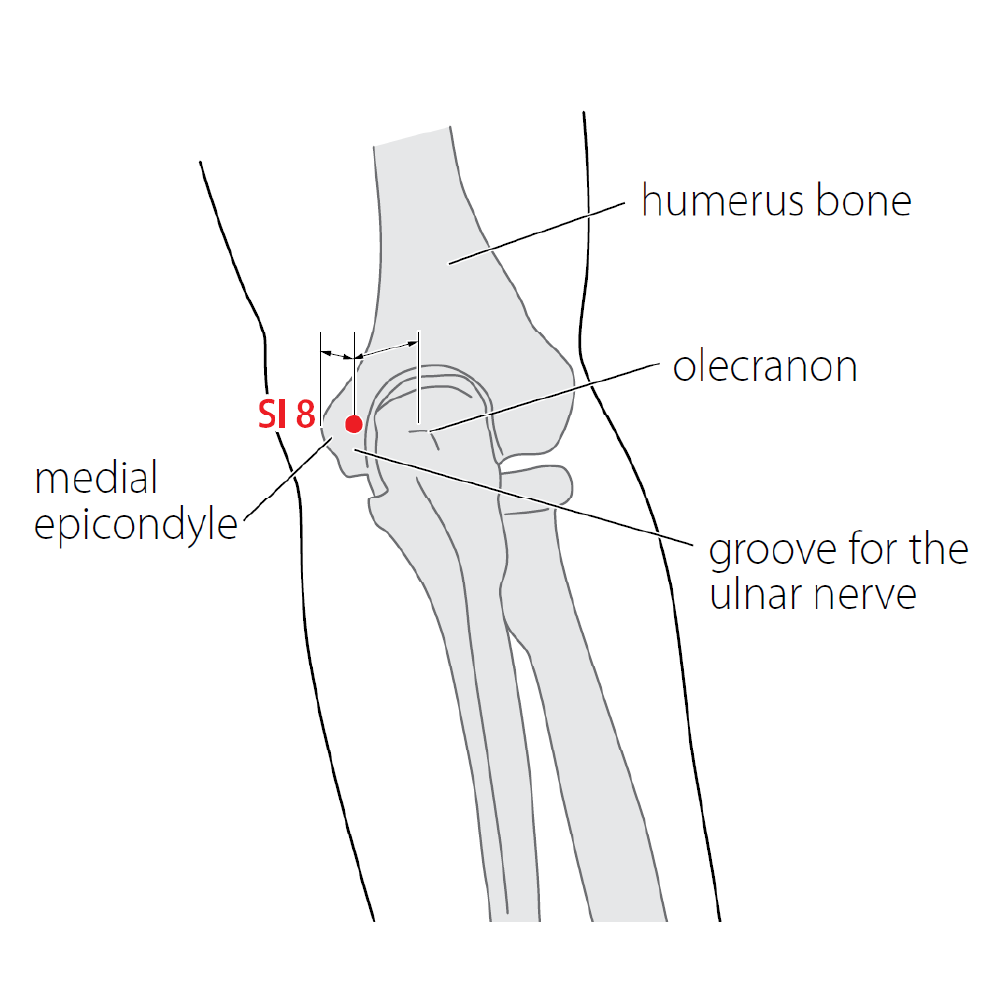 humerus bone
olecranon
SI 8
medial
epicondyle
groove for the
ulnar nerve